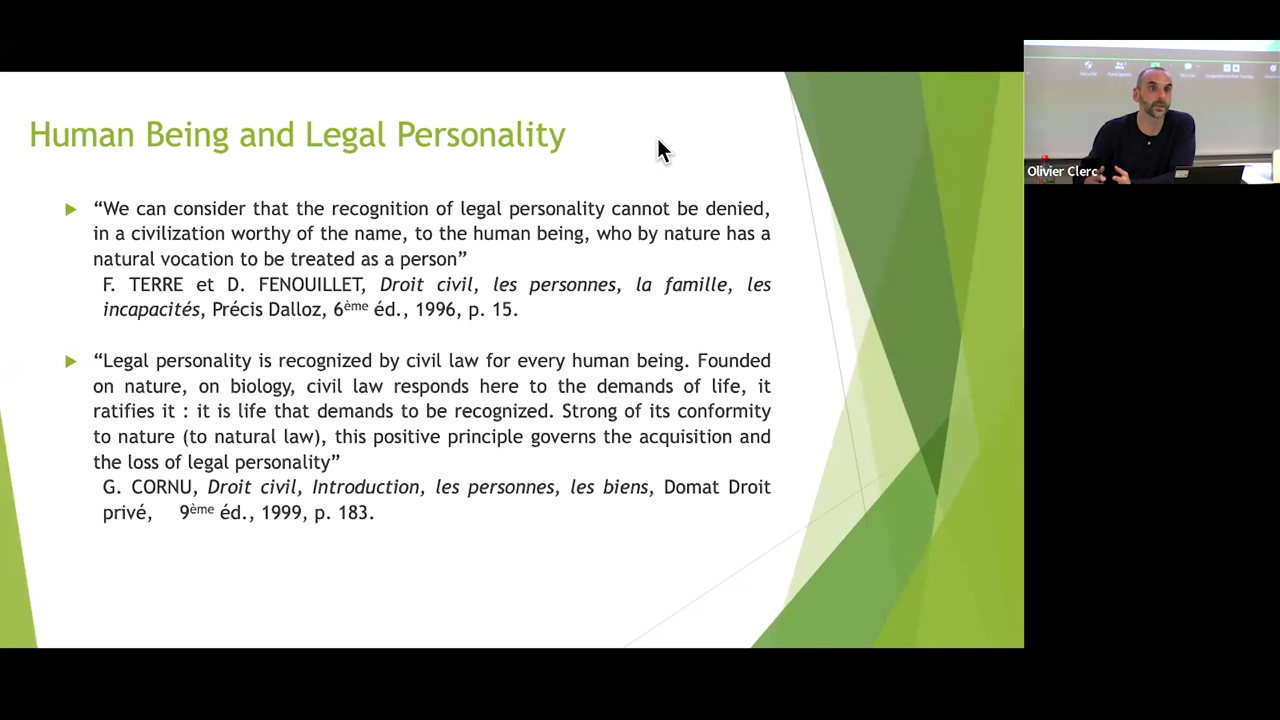 Human Being and Legal Personality
“We can consider that the recognition of legal personality cannot be denied,
in a civilization worthy of the name, to the human being, who by nature has a
natural vocation to be treated as a person”
F. TERRE et D. FENOUILLET, Droit civil, les personnes, la famille, les
incapacités, Précis Dalloz, 6ème éd., 1996, p. 15.
“Legal personality is recognized by civil law for every human being. Founded
on nature, on biology, civil law responds here to the demands of life, it
ratifies it : it is life that demands to be recognized. Strong of its conformity
to nature (to natural law), this positive principle governs the acquisition and
the loss of legal personality”
G. CORNU, Droit civil, Introduction, les personnes, les biens, Domat Droit
privé, 9ème éd., 1999, p. 183.
Olivier Clerc